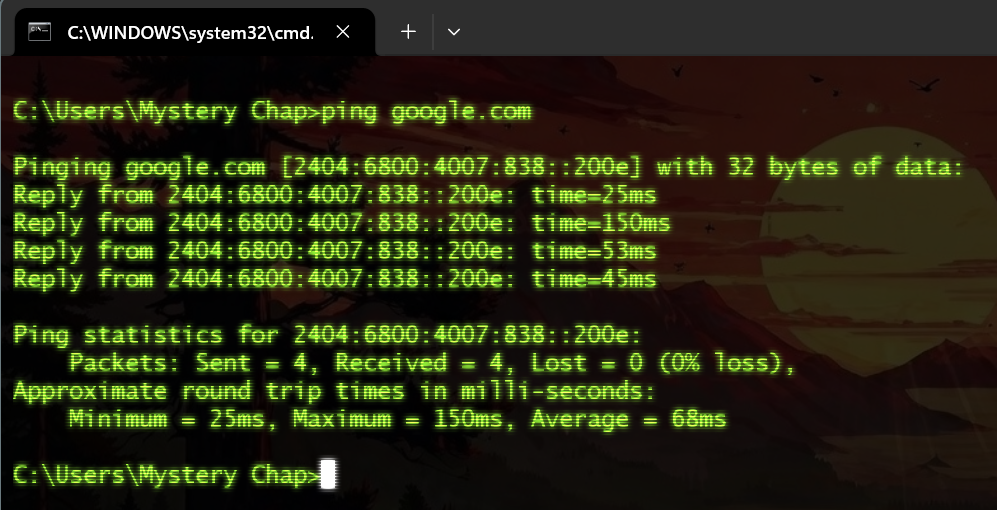 C:\WINDOWS\system32\cmd.
C:\Users\Mystery Chap>ping google.com
Pinging google.com [2404:6800:4007:838::200e] with 32 bytes of data:
Reply from 2404:6800:4007:838::200e: time=25ms
Reply from 2404:6800:4007:838::200e: time=150ms
Reply from 2404:6800:4007:838::200e: time=53ms
Reply from 2404:6800:4007:838::200e: time=45ms
Ping statistics for 2404:6800:4007:838::200e:
    Packets: Sent = 4, Received = 4, Lost = 0 (0% loss),
Approximate round trip times in milli-seconds:
    Minimum = 25ms, Maximum = 150ms, Average = 68ms
C:\Users\Mystery Chap>